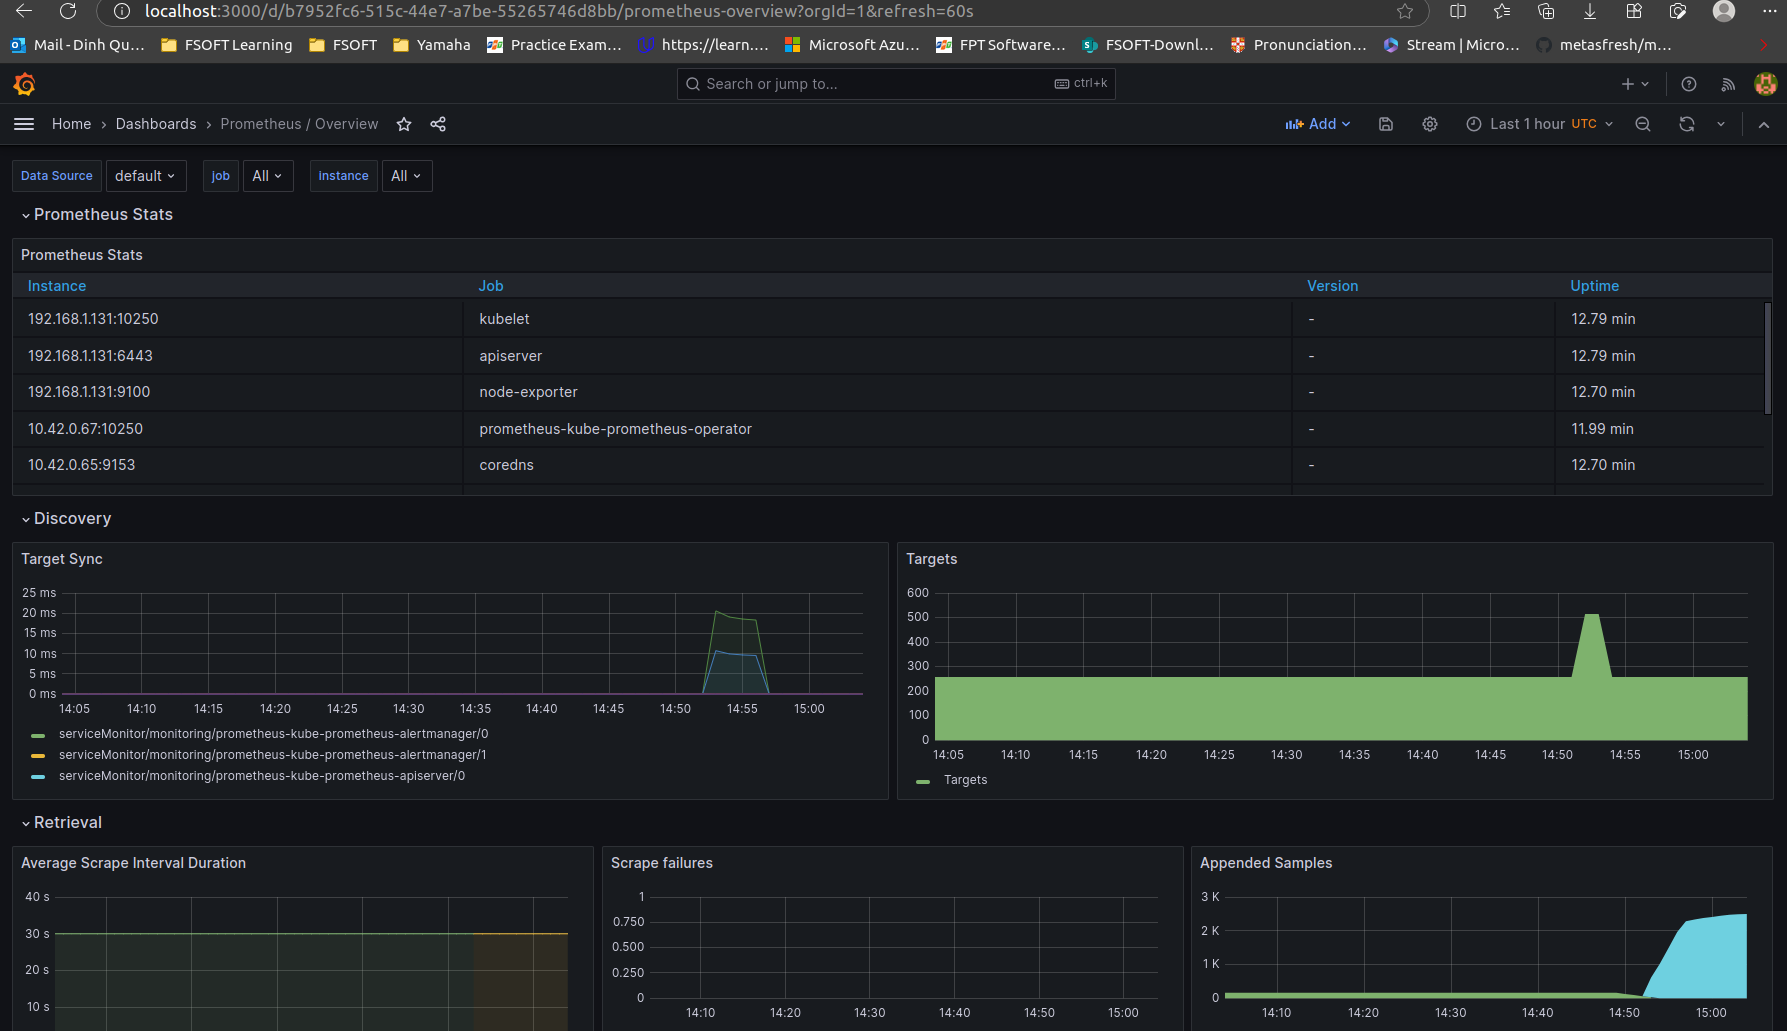 localhost:3000/d/b7952fc6-515c-44e7-a7be-55265746d8bb/prometheus-overview?orgId=1&refresh=60s
Mail - Dinh Qu... FSOFT Learning FSOFT Yamaha Practice Exam... https://learn.... Microsoft Azu... FPT Software... FSOFT-Downl... Pronunciation... Stream | Micro... metasfresh/m...
Search or jump to... ctrl+k
Home › Dashboards › Prometheus / Overview Add Last 1 hour UTC
Data Source default job All instance All
Prometheus Stats
Prometheus Stats
Instance Job Version Uptime
192.168.1.131:10250 kubelet - 12.79 min
192.168.1.131:6443 apiserver - 12.79 min
192.168.1.131:9100 node-exporter - 12.70 min
10.42.0.67:10250 prometheus-kube-prometheus-operator - 11.99 min
10.42.0.65:9153 coredns - 12.70 min
Discovery
Target Sync
25 ms
20 ms
15 ms
10 ms
5 ms
0 ms
14:05 14:10 14:15 14:20 14:25 14:30 14:35 14:40 14:45 14:50 14:55 15:00
serviceMonitor/monitoring/prometheus-kube-prometheus-alertmanager/0
serviceMonitor/monitoring/prometheus-kube-prometheus-alertmanager/1
serviceMonitor/monitoring/prometheus-kube-prometheus-apiserver/0
Targets
600
500
400
300
200
100
0
14:05 14:10 14:15 14:20 14:25 14:30 14:35 14:40 14:45 14:50 14:55 15:00
Targets
Retrieval
Average Scrape Interval Duration
40 s
30 s
20 s
10 s
Scrape failures
1
0.750
0.500
0.250
0
14:10 14:20 14:30 14:40 14:50 15:00
Appended Samples
3 K
2 K
1 K
0
14:10 14:20 14:30 14:40 14:50 15:00